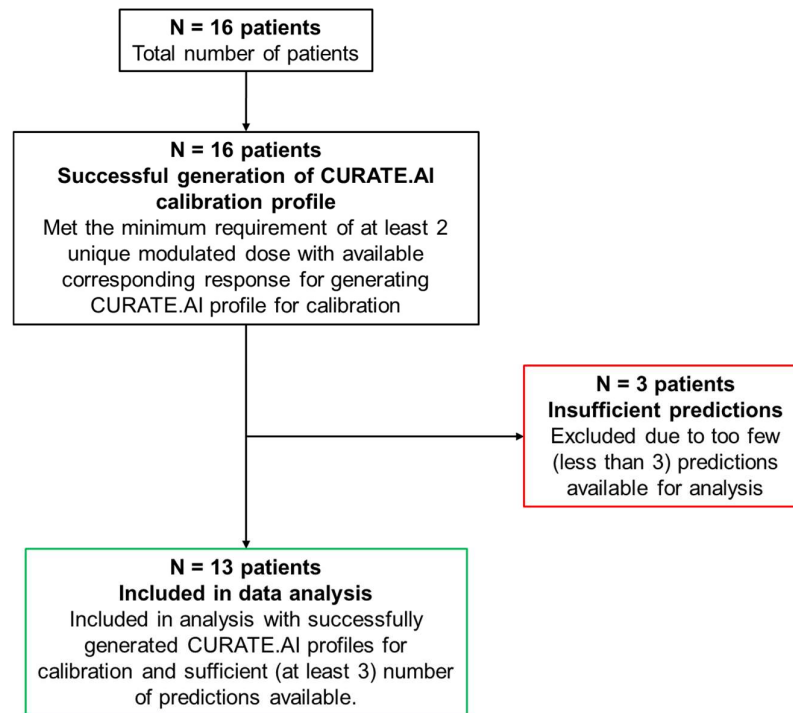 N = 16 patients
Total number of patients
N = 16 patients
Successful generation of CURATE.AI
calibration profile
Met the minimum requirement of at least 2
unique modulated dose with available
corresponding response for generating
CURATE.AI profile for calibration
N = 3 patients
Insufficient predictions
Excluded due to too few
(less than 3) predictions
available for analysis
N = 13 patients
Included in data analysis
Included in analysis with successfully
generated CURATE.AI profiles for
calibration and sufficient (at least 3) number
of predictions available.